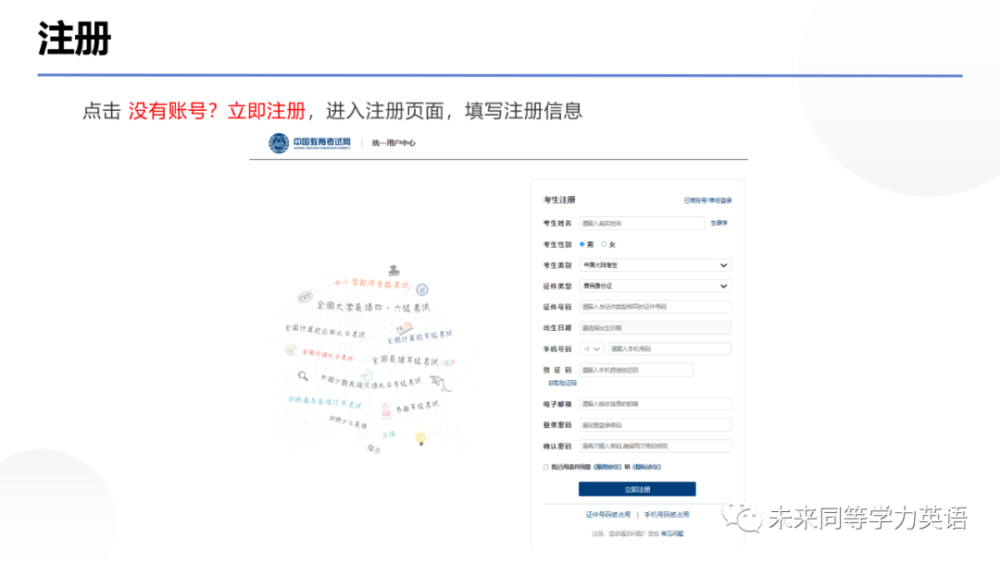 注册
点击 没有账号？立即注册，进入注册页面，填写注册信息
中国教育考试网 | 统一用户中心
考生注册 已有账号?单击登录
考生姓名 请输入真实姓名 生僻字
考生性别 男 女
考生类别 中国大陆考生
证件类型 居民身份证
证件号码 请输入与证件类型相符的证件号码
出生日期 请选择出生日期
手机号码 请输入手机号码
验证码 请输入手机短信验证码
获取验证码
电子邮箱 请输入接收信息的邮箱
登录密码 请设置登录密码
确认密码 请再次输入密码,确保两次密码相同
我已阅读并同意《服务协议》和《隐私协议》
立即注册
证件号码被占用 | 手机号码被占用
注册、登录遇到问题？查看 常见问题
中小学教师资格考试
CET
全国大学英语四、六级考试
全国计算机应用水平考试
NCRE
全国计算机等级考试
全国外语水平考试
全国英语等级考试
中国少数民族汉语水平等级考试
剑桥商务英语证书考试
书画等级考试
剑桥少儿英语
未来同等学力英语